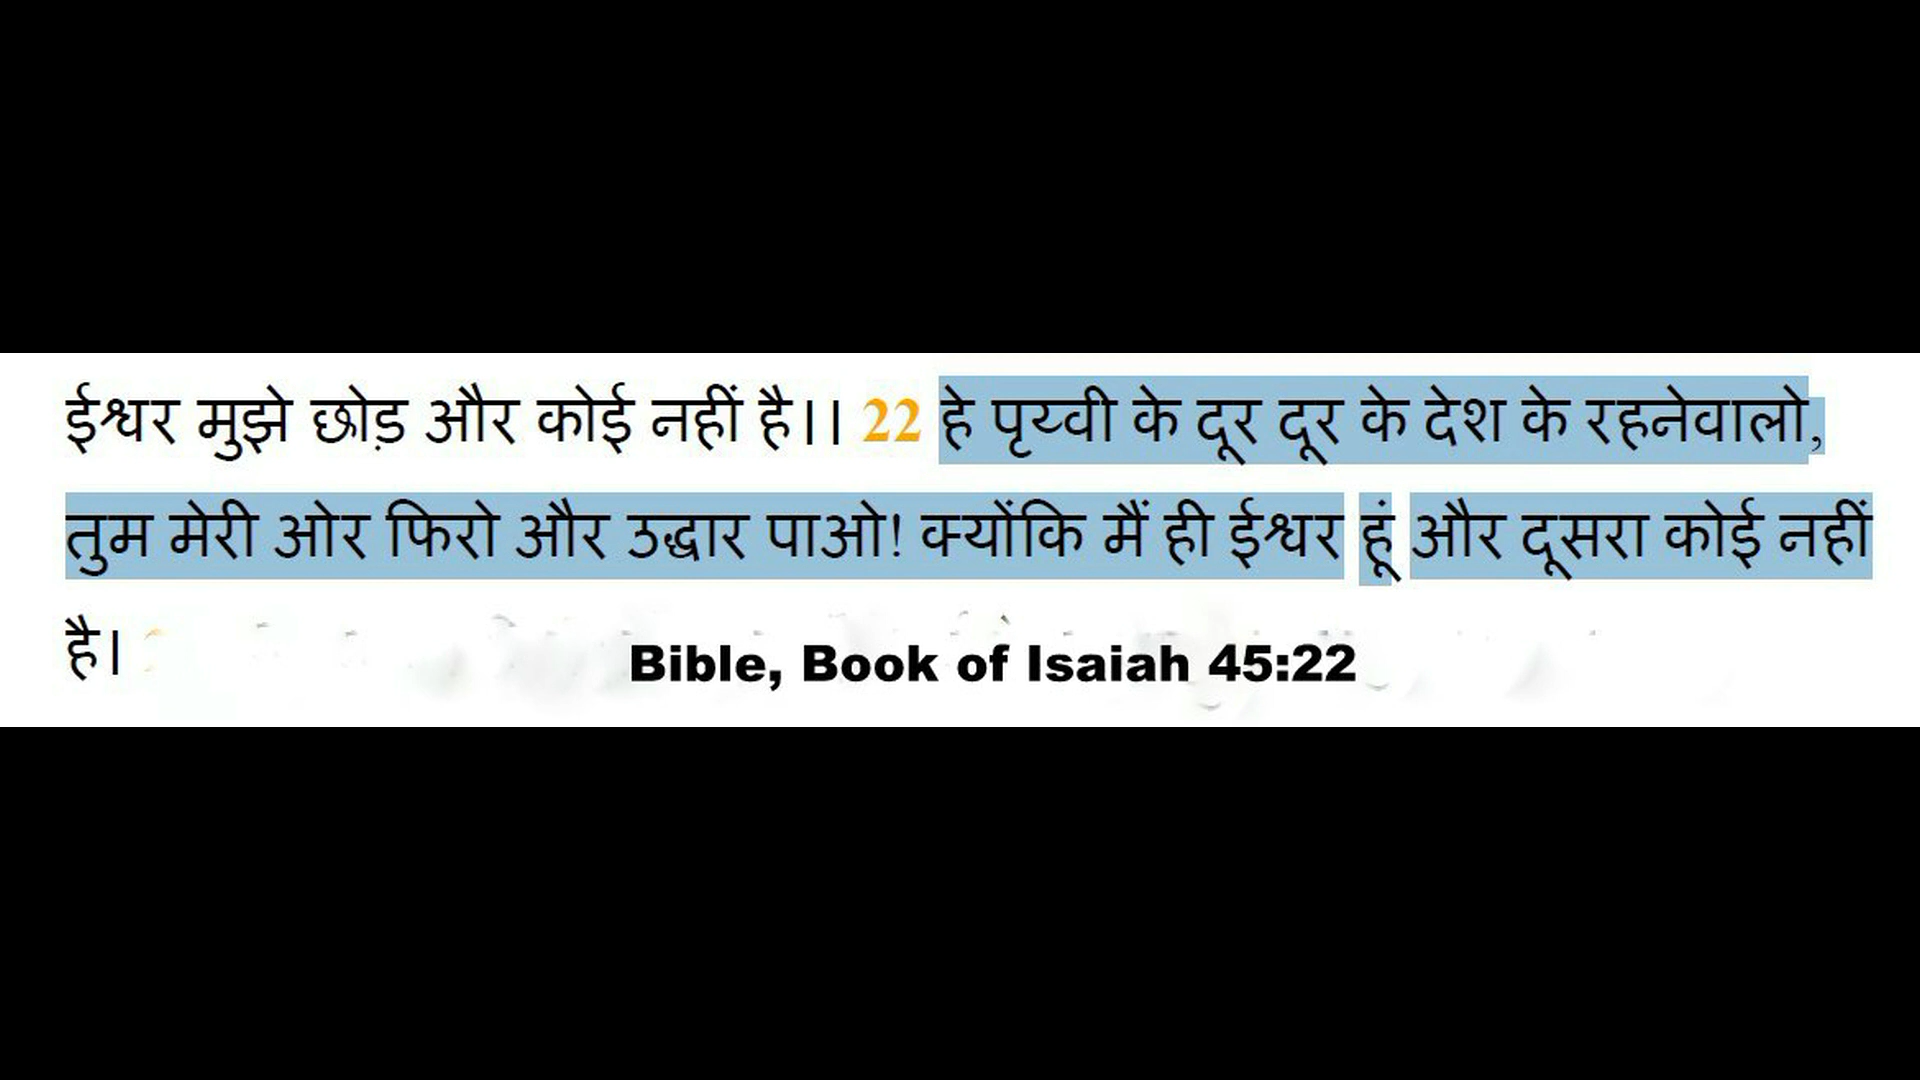 ईश्वर मुझे छोड़ और कोई नहीं है।। 22 हे पृय्वी के दूर दूर के देश के रहनेवालो,
तुम मेरी ओर फिरो और उद्धार पाओ! क्योंकि मैं ही ईश्वर हूं और दूसरा कोई नहीं
है।
Bible, Book of Isaiah 45:22